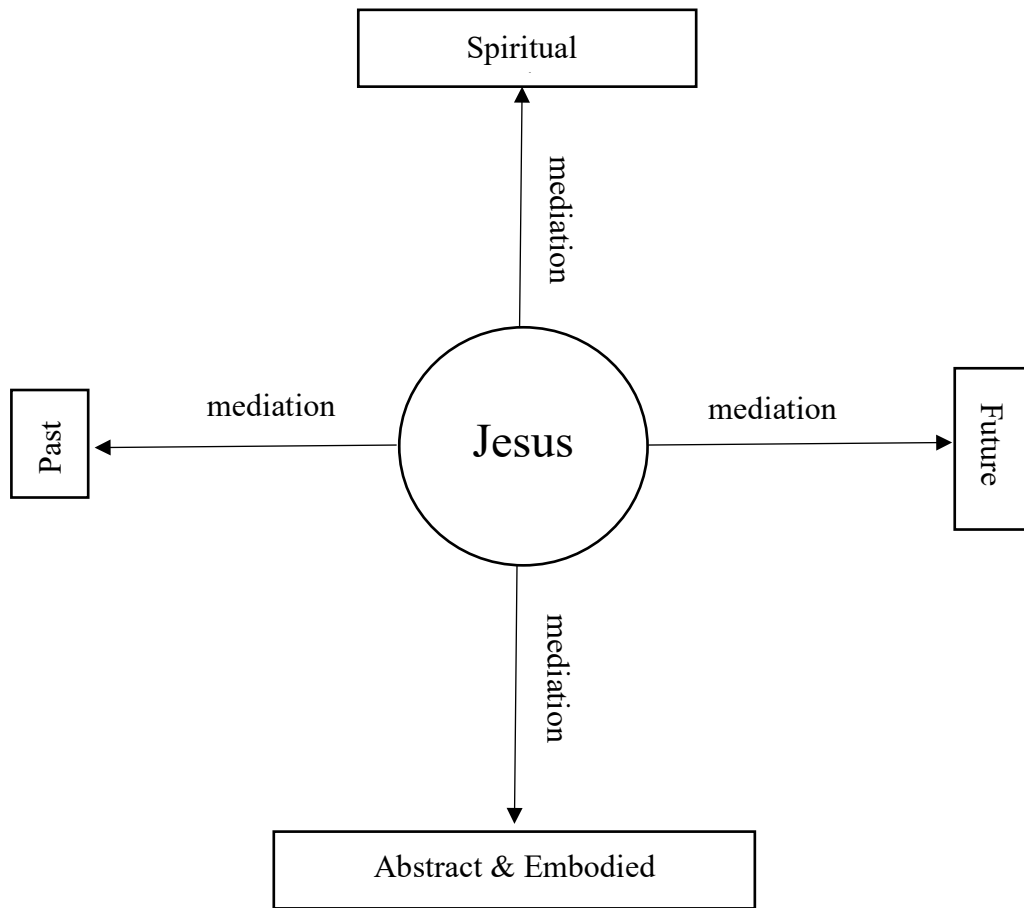 Spiritual
mediation
mediation
mediation
Past
Jesus
Future
mediation
Abstract & Embodied